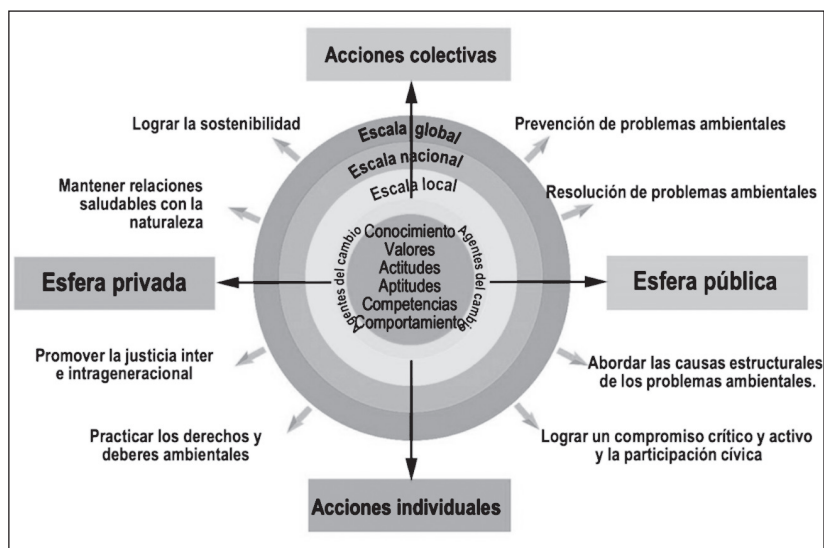 Acciones colectivas
Lograr la sostenibilidad
Prevención de problemas ambientales
Escala global
Escala nacional
Escala local
Mantener relaciones
saludables con la
naturaleza
Resolución de problemas ambientales
Agentes del cambio
Conocimiento
Valores
Actitudes
Aptitudes
Competencias
Comportamiento
Agentes del cambio
Esfera privada
Esfera pública
Promover la justicia inter
e intrageneracional
Abordar las causas estructurales
de los problemas ambientales.
Practicar los derechos y
deberes ambientales
Lograr un compromiso crítico y activo
y la participación cívica
Acciones individuales